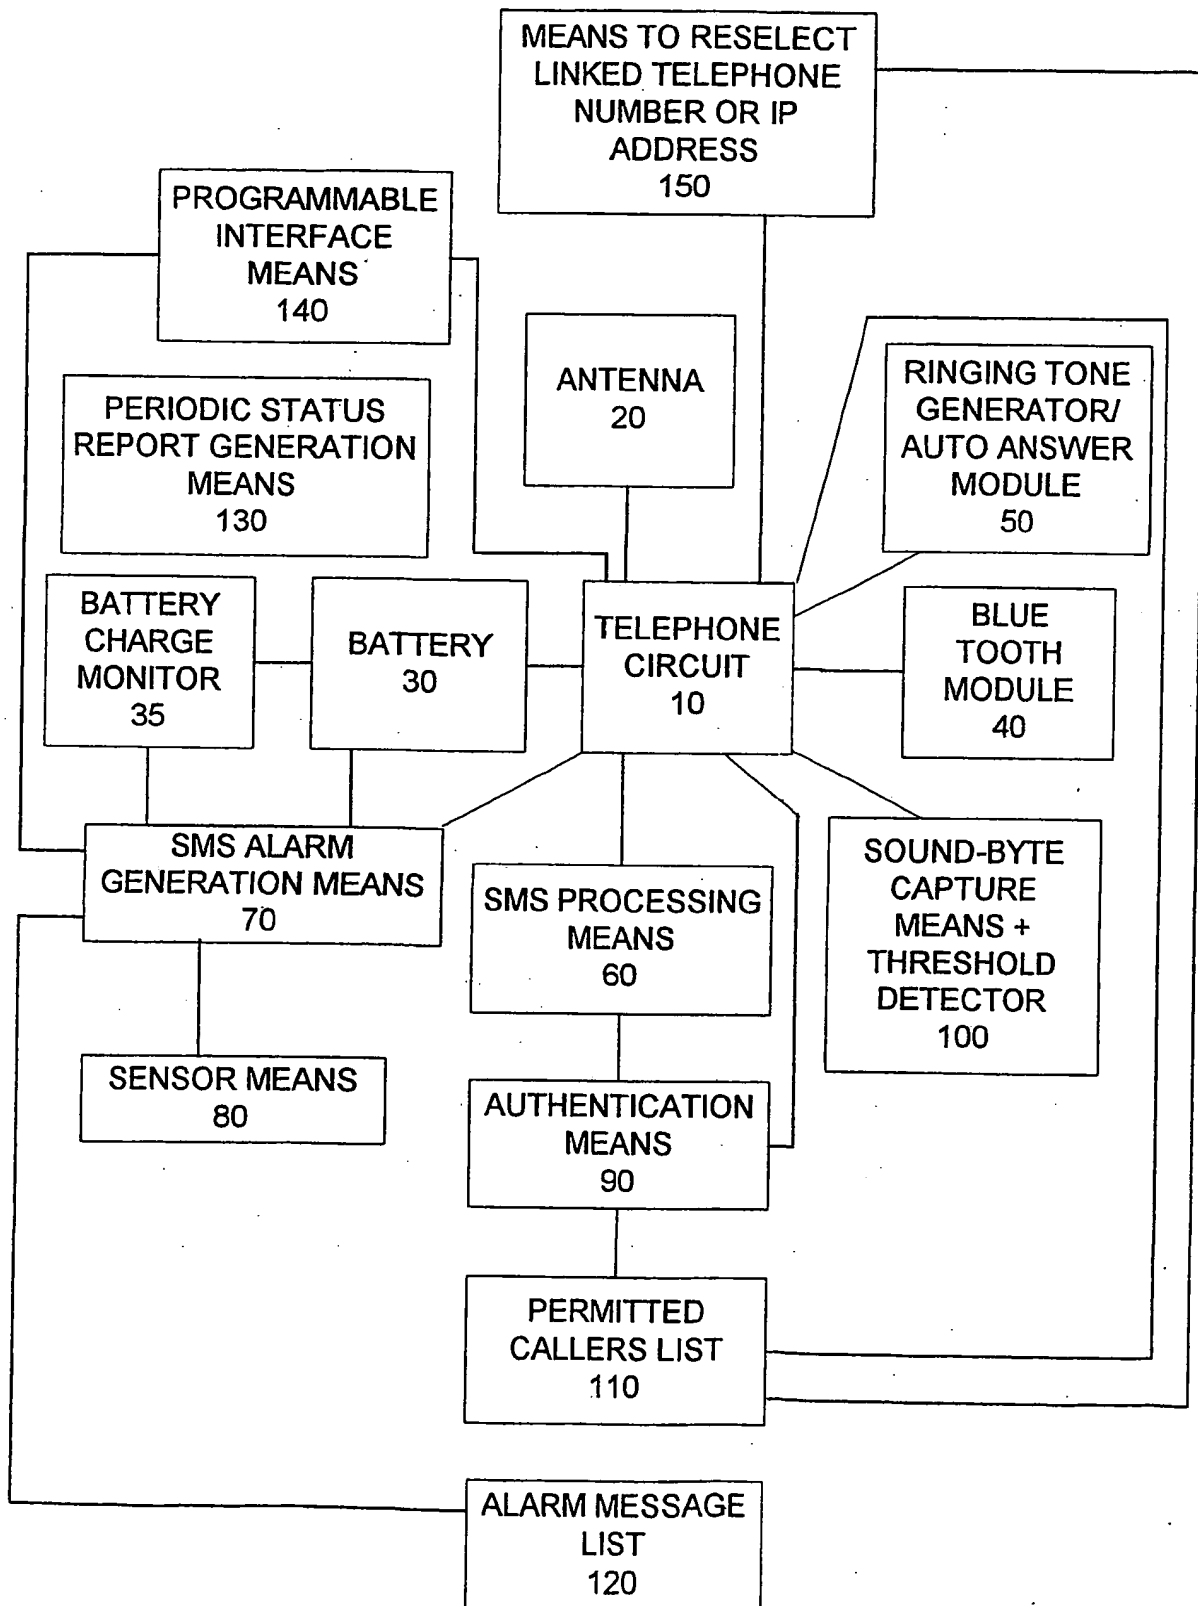 MEANS TO RESELECT
LINKED TELEPHONE
NUMBER OR IP
ADDRESS
150
PROGRAMMABLE
INTERFACE
MEANS
140
ANTENNA
20
RINGING TONE
GENERATOR/
AUTO ANSWER
MODULE
50
PERIODIC STATUS
REPORT GENERATION
MEANS
130
BATTERY
CHARGE
MONITOR
35
BATTERY
30
TELEPHONE
CIRCUIT
10
BLUE
TOOTH
MODULE
40
SMS ALARM
GENERATION MEANS
70
SMS PROCESSING
MEANS
60
SOUND-BYTE
CAPTURE
MEANS +
THRESHOLD
DETECTOR
100
SENSOR MEANS
80
AUTHENTICATION
MEANS
90
PERMITTED
CALLERS LIST
110
ALARM MESSAGE
LIST
120